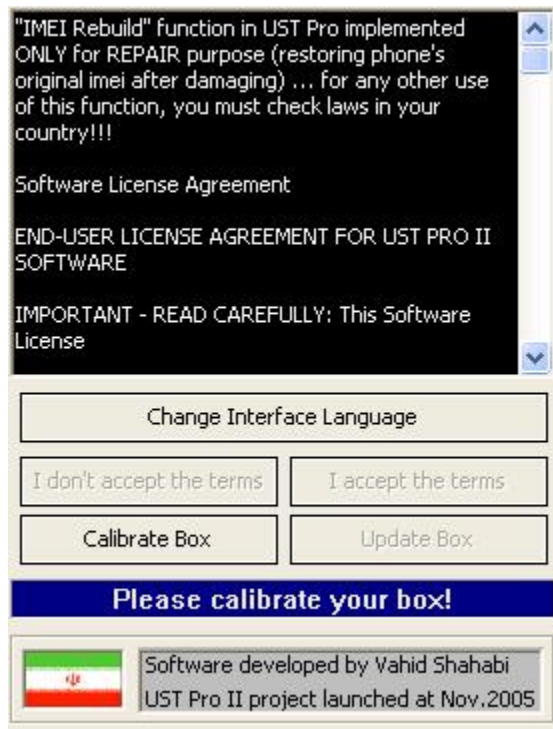 "IMEI Rebuild" function in UST Pro implemented
ONLY for REPAIR purpose (restoring phone's
original imei after damaging) ... for any other use
of this function, you must check laws in your
country!!!
Software License Agreement
END-USER LICENSE AGREEMENT FOR UST PRO II
SOFTWARE
IMPORTANT - READ CAREFULLY: This Software
License
Change Interface Language
I don't accept the terms
I accept the terms
Calibrate Box
Update Box
Please calibrate your box!
Software developed by Vahid Shahabi
UST Pro II project launched at Nov.2005